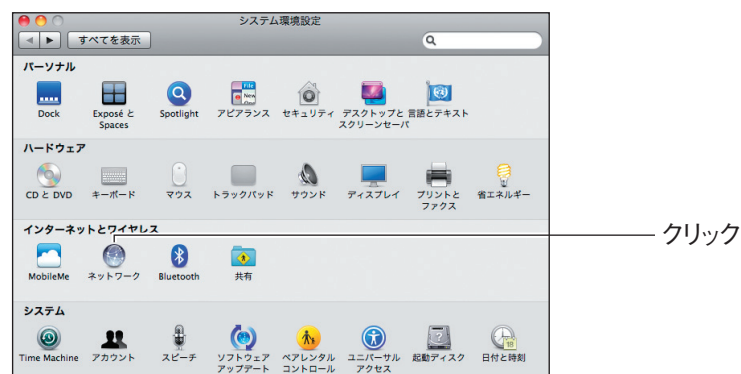 システム環境設定
すべてを表示
パーソナル
Dock
Exposé と
Spaces
Spotlight
アピアランス
セキュリティ
デスクトップと
スクリーンセーバ
言語とテキスト
ハードウェア
CD と DVD
キーボード
マウス
トラックパッド
サウンド
ディスプレイ
プリントと
ファクス
省エネルギー
インターネットとワイヤレス
クリック
MobileMe
ネットワーク
Bluetooth
共有
システム
Time Machine
アカウント
スピーチ
ソフトウェア
アップデート
ペアレンタル
コントロール
ユニバーサル
アクセス
起動ディスク
日付と時刻
File
New
18